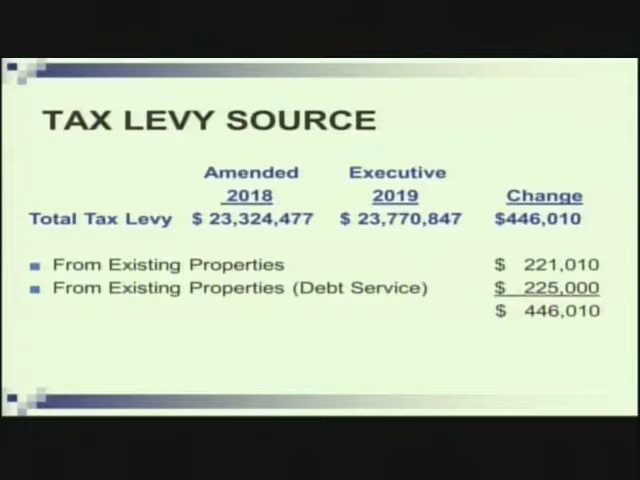 TAX LEVY SOURCE
Amended Executive
2018 2019 Change
Total Tax Levy $ 23,324,477 $ 23,770,847 $446,010
From Existing Properties $ 221,010
From Existing Properties (Debt Service) $ 225,000
$ 446,010